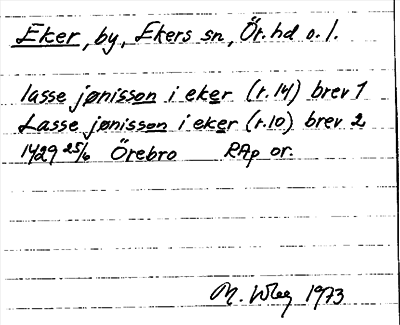 Eker, by, Ekers sn, Ör. hd o. l.
lasse jønisson i eker (r. 14) brev 1
Lasse jønisson i eker (r. 10) brev 2
1429 25/6 Örebro RAp or.
1973